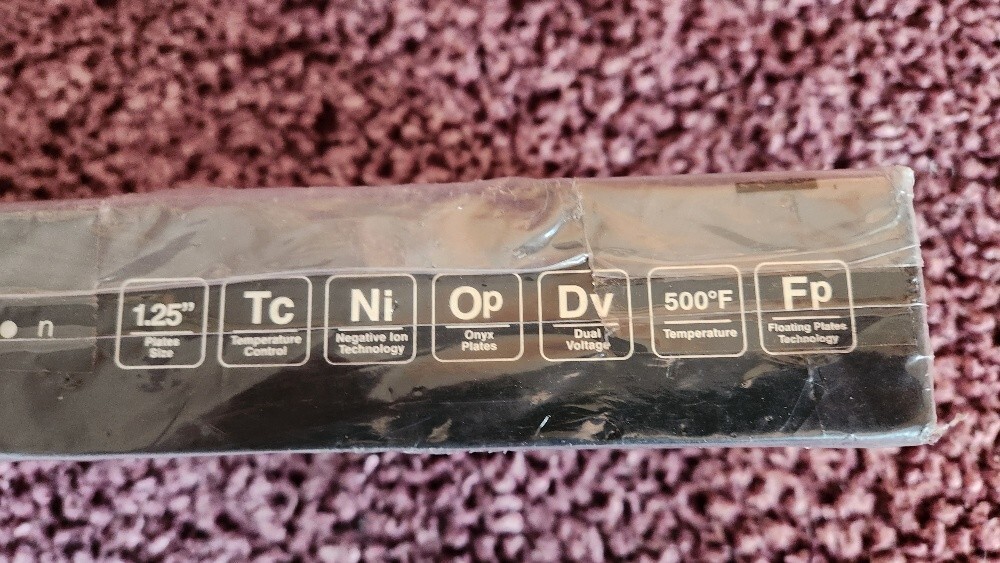 n
1.25”
Plates
Size
Tc
Temperature
Control
Ni
Negative Ion
Technology
Op
Onyx
Plates
Dv
Dual
Voltage
500°F
Temperature
Fp
Floating Plates
Technology